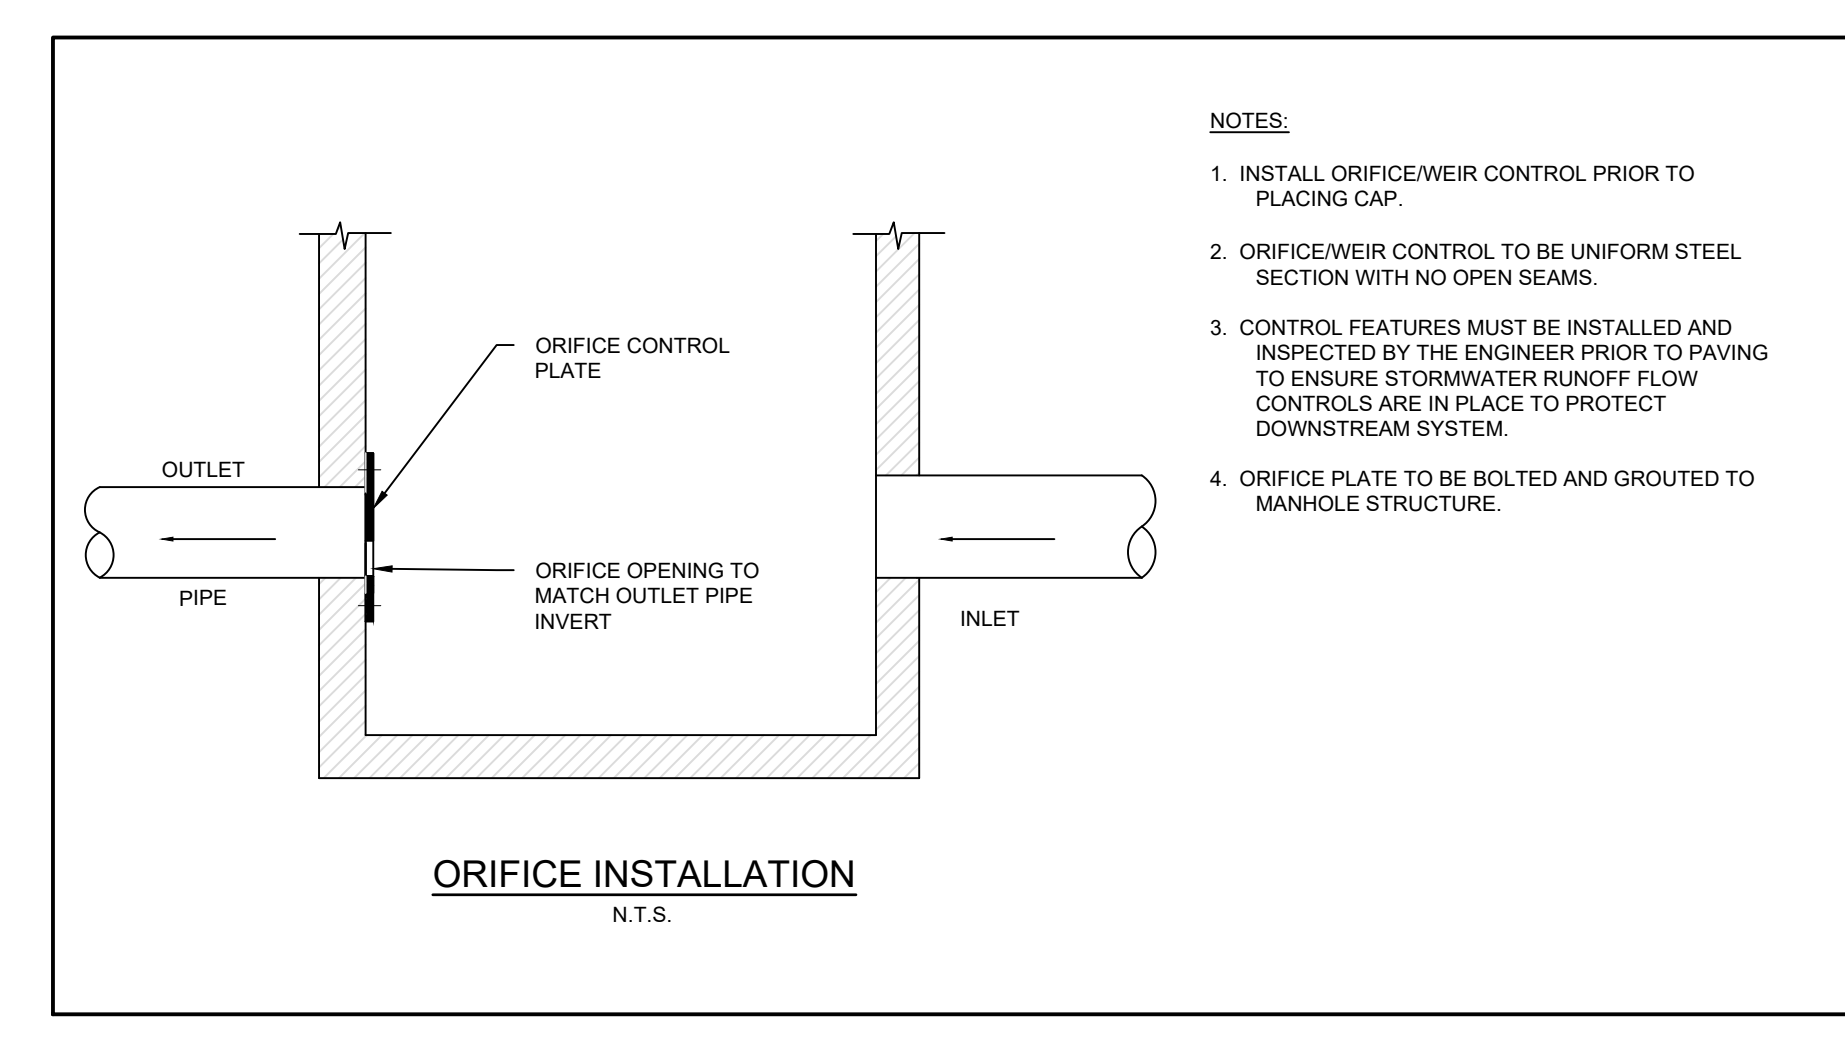 NOTES:
1. INSTALL ORIFICE/WEIR CONTROL PRIOR TO
PLACING CAP.
2. ORIFICE/WEIR CONTROL TO BE UNIFORM STEEL
SECTION WITH NO OPEN SEAMS.
3. CONTROL FEATURES MUST BE INSTALLED AND
INSPECTED BY THE ENGINEER PRIOR TO PAVING
TO ENSURE STORMWATER RUNOFF FLOW
CONTROLS ARE IN PLACE TO PROTECT
DOWNSTREAM SYSTEM.
4. ORIFICE PLATE TO BE BOLTED AND GROUTED TO
MANHOLE STRUCTURE.
ORIFICE CONTROL
PLATE
OUTLET
PIPE
ORIFICE OPENING TO
MATCH OUTLET PIPE
INVERT
INLET
ORIFICE INSTALLATION
N.T.S.